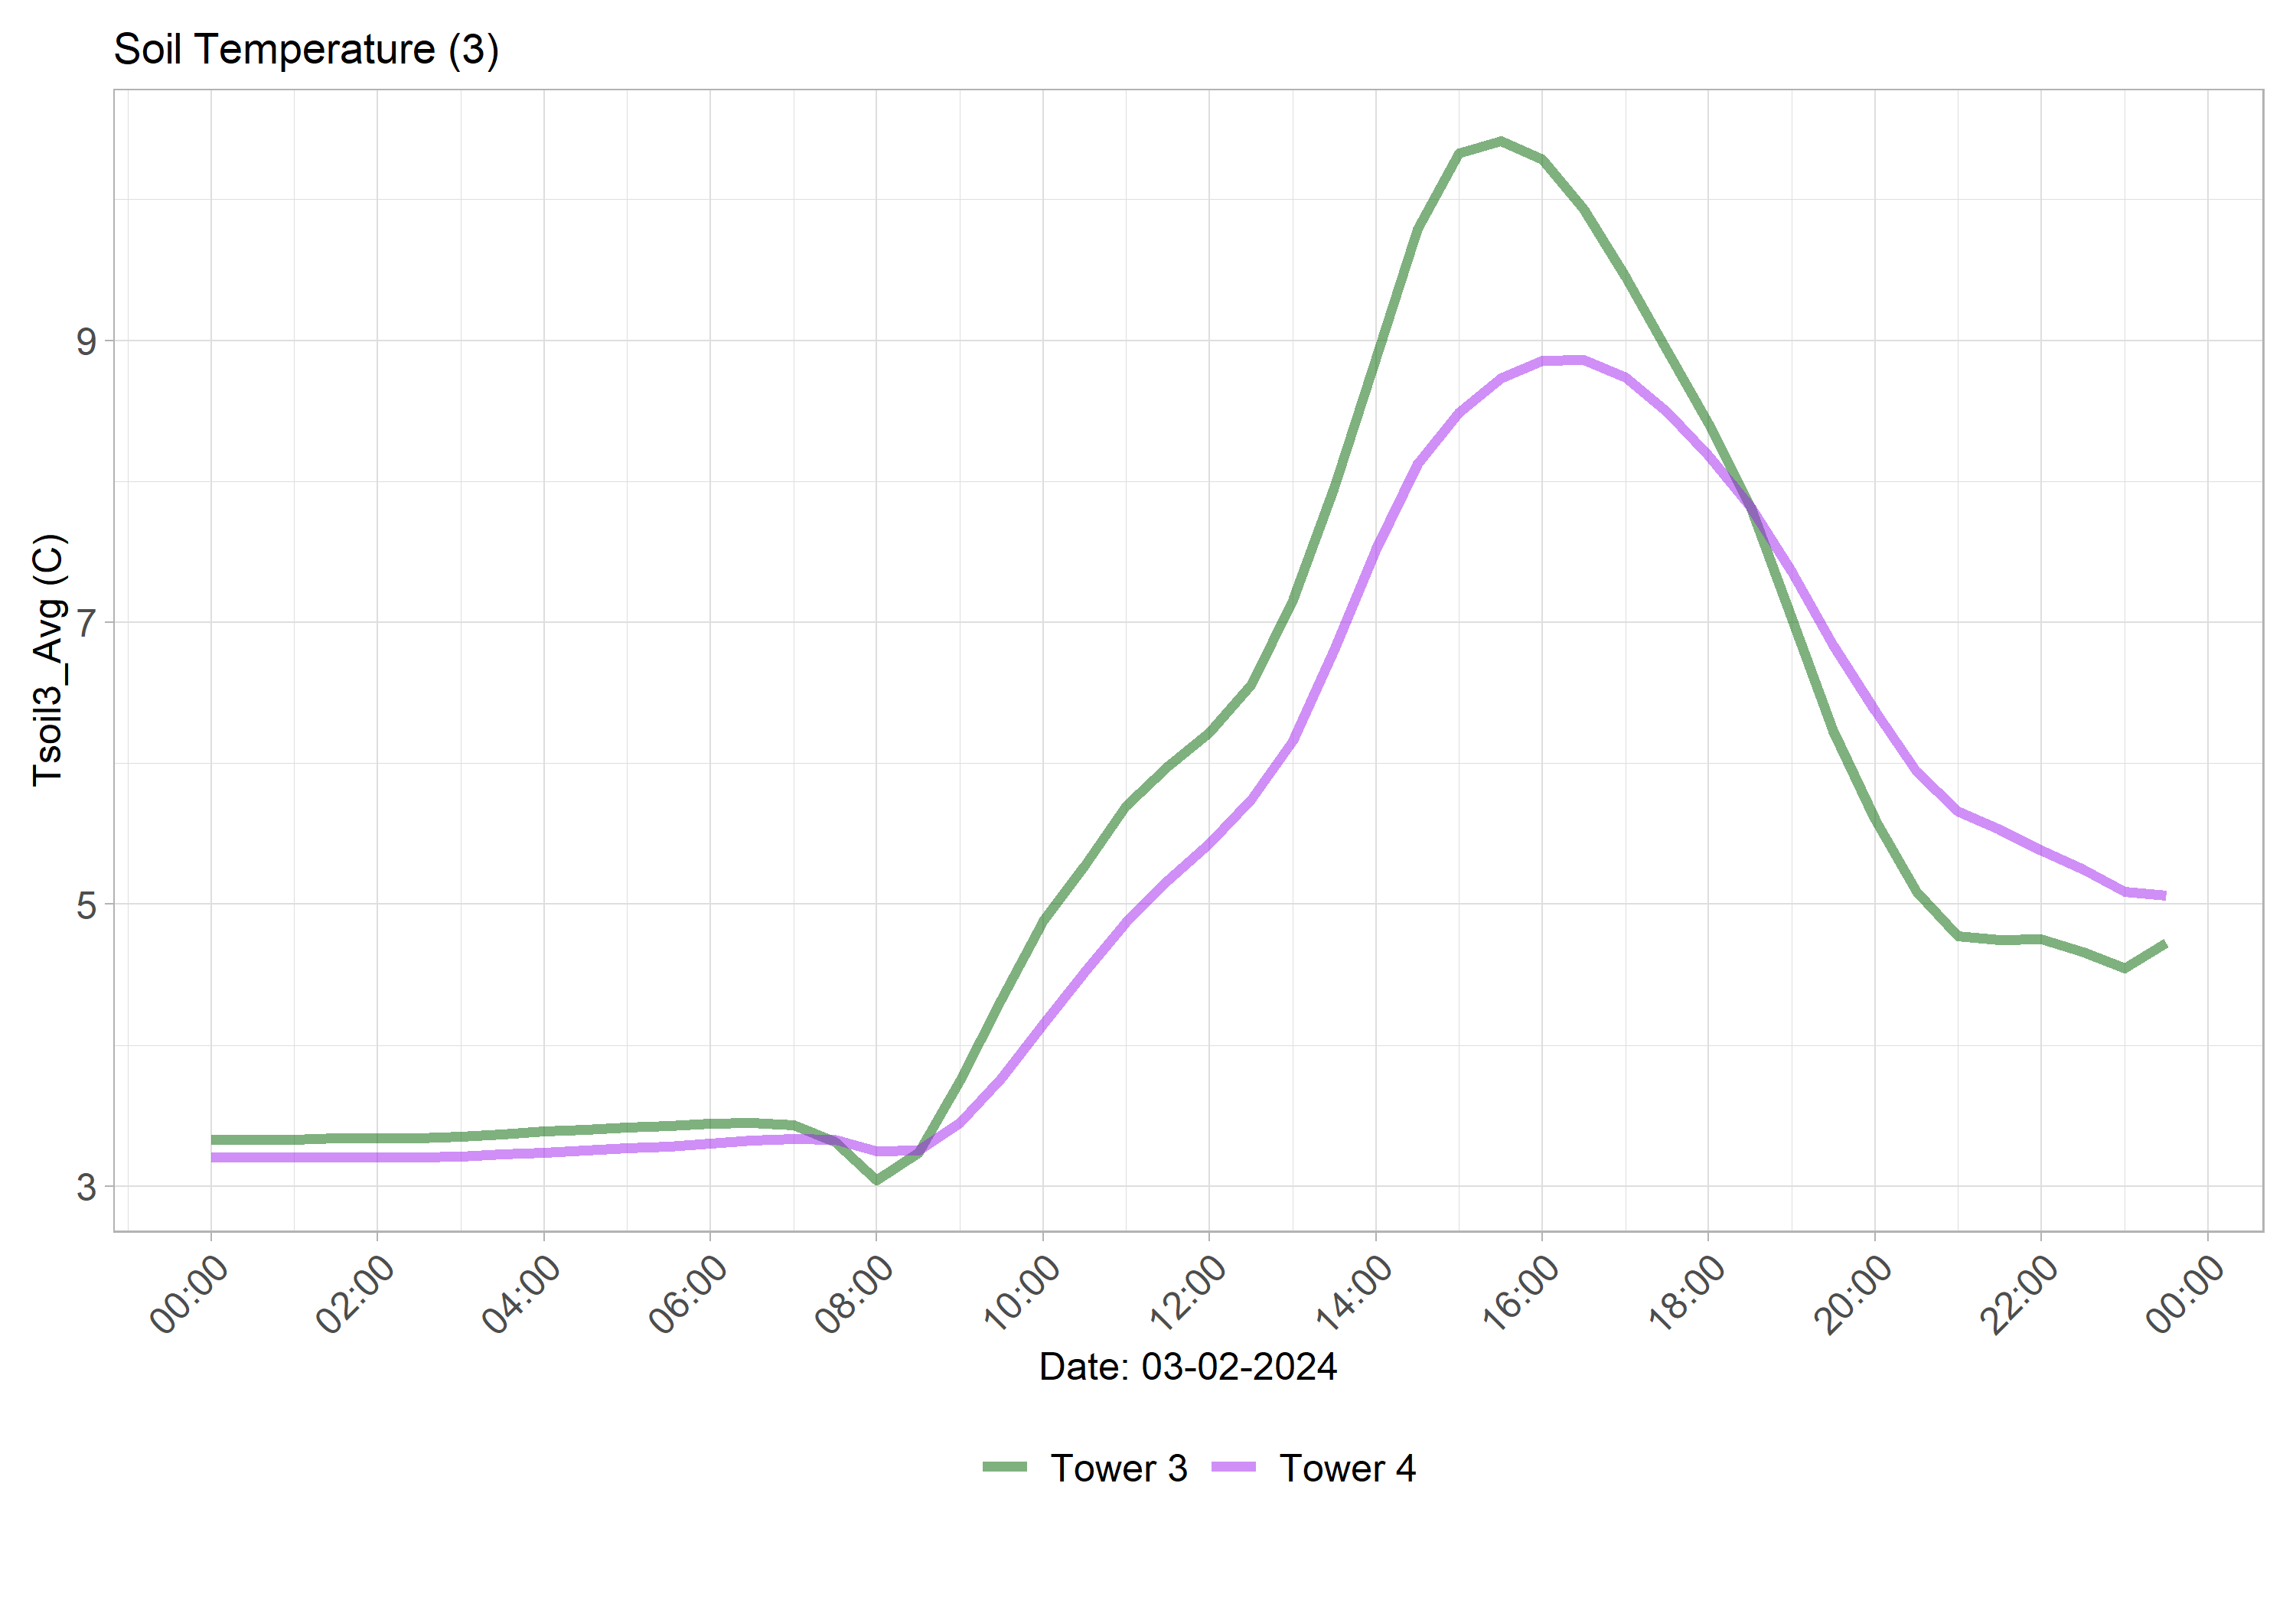 Soil Temperature (3)
Tsoil3_Avg (C)
9
7
5
3
00:00 02:00 04:00 06:00 08:00 10:00 12:00 14:00 16:00 18:00 20:00 22:00 00:00
Date: 03-02-2024
Tower 3 Tower 4